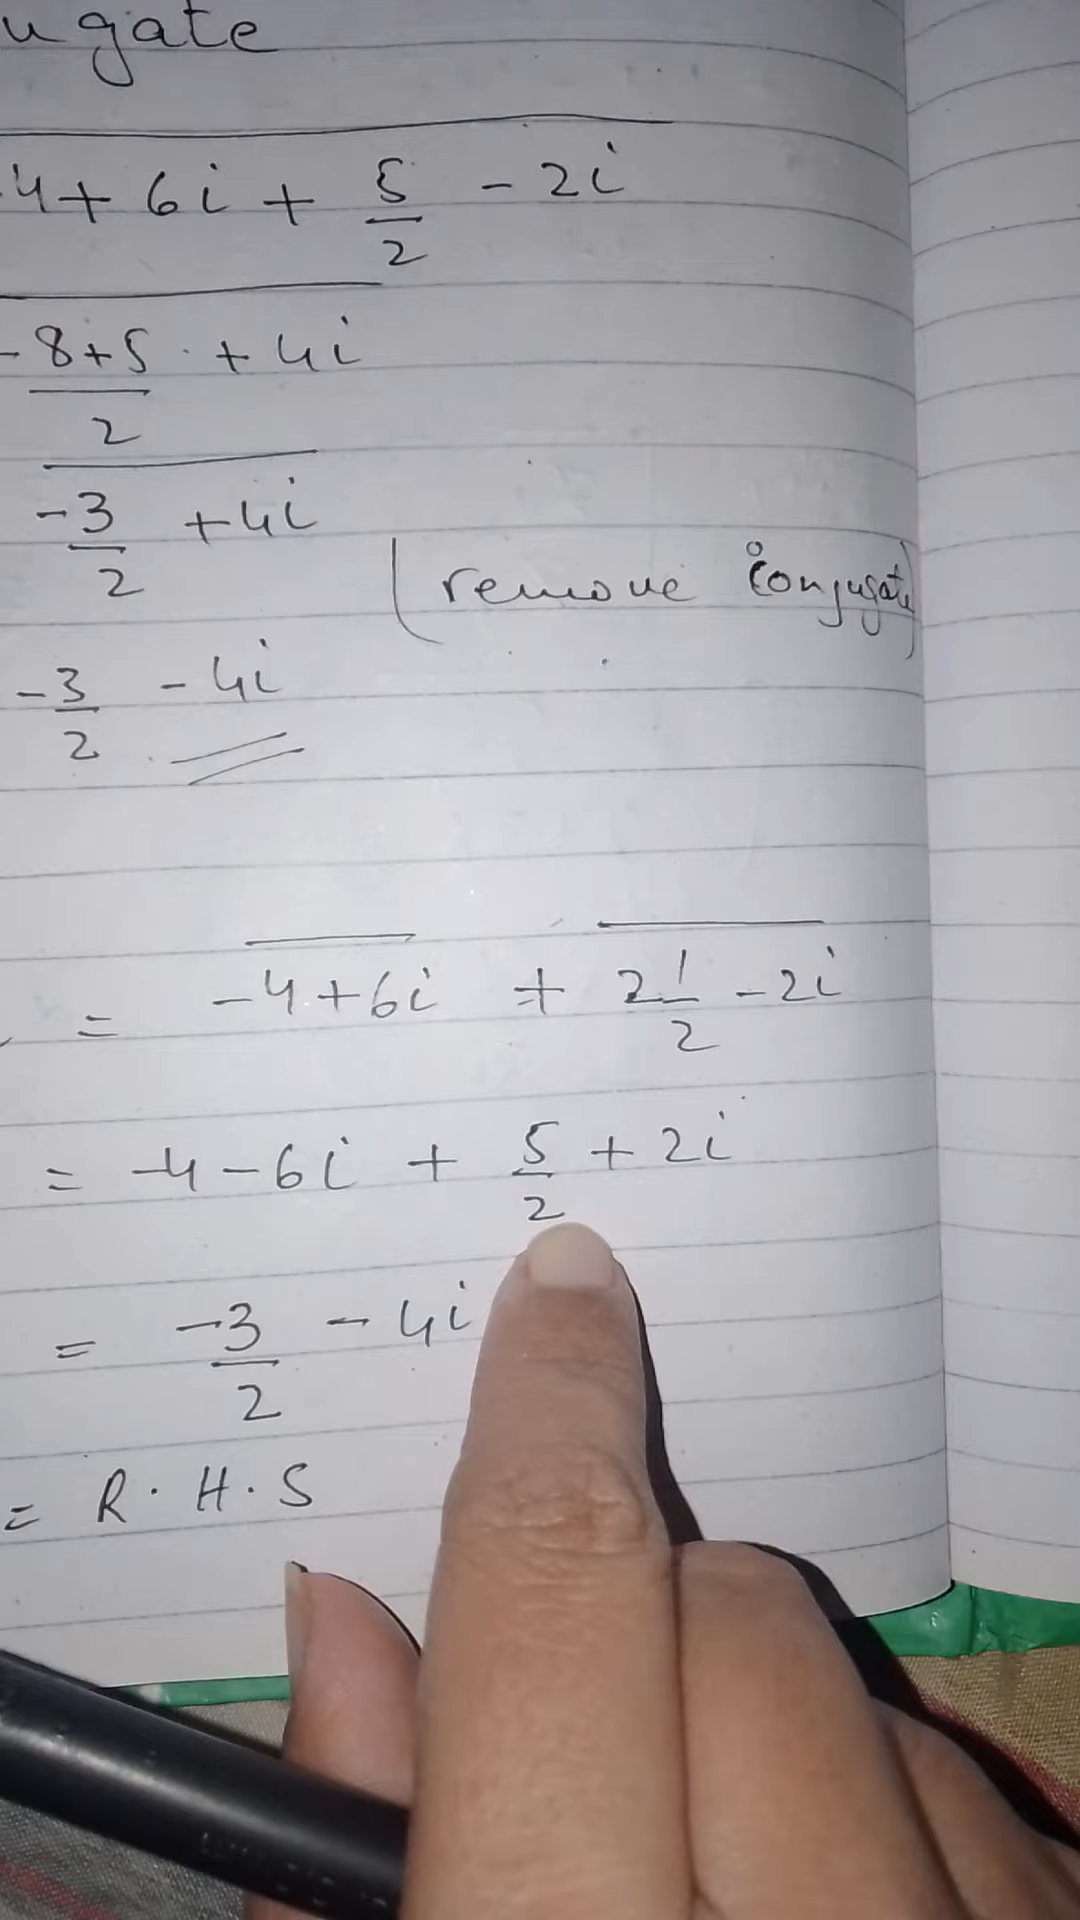 ugate
4 + 6i + 5/2 - 2i
-8+5/2 + 4i
-3/2 + 4i
(remove conjugate)
-3/2 - 4i
= -4+6i + 2 1/2 - 2i
= -4 - 6i + 5/2 + 2i
= -3/2 - 4i
= R.H.S